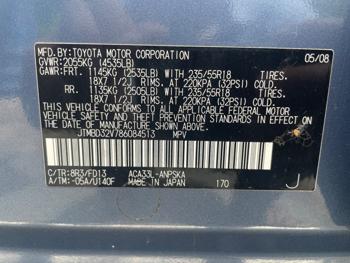 MFD.BY:TOYOTA MOTOR CORPORATION 05/08
GVWR:2055KG (4535LB)
GAWR:FRT. 1145KG (2535LB) WITH 235/55R18 TIRES,
18X7 1/2J RIMS, AT 220KPA (32PSI) COLD
RR. 1135KG (2505LB) WITH 235/55R18 TIRES,
18X7 1/2J RIMS, AT 220KPA (32PSI) COLD
THIS VEHICLE CONFORMS TO ALL APPLICABLE FEDERAL MOTOR
VEHICLE SAFETY AND THEFT PREVENTION STANDARDS IN
EFFECT ON THE DATE OF MANUFACTURE SHOWN ABOVE.
JTMBD32V786084513 MPV
C/TR:8R3/FD13 ACA33L-ANPSKA
A/TM:-05A/U140F MADE IN JAPAN 170 J